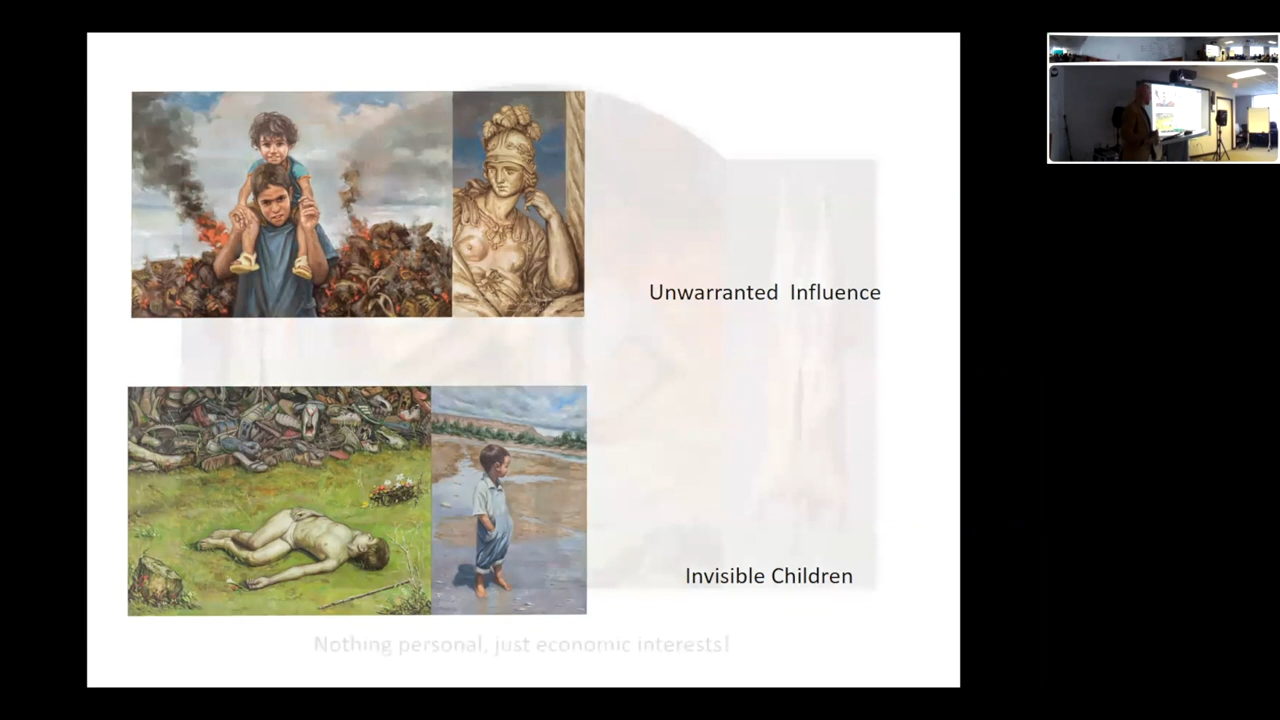 Unwarranted  Influence
Invisible Children
Nothing personal, just economic interests!